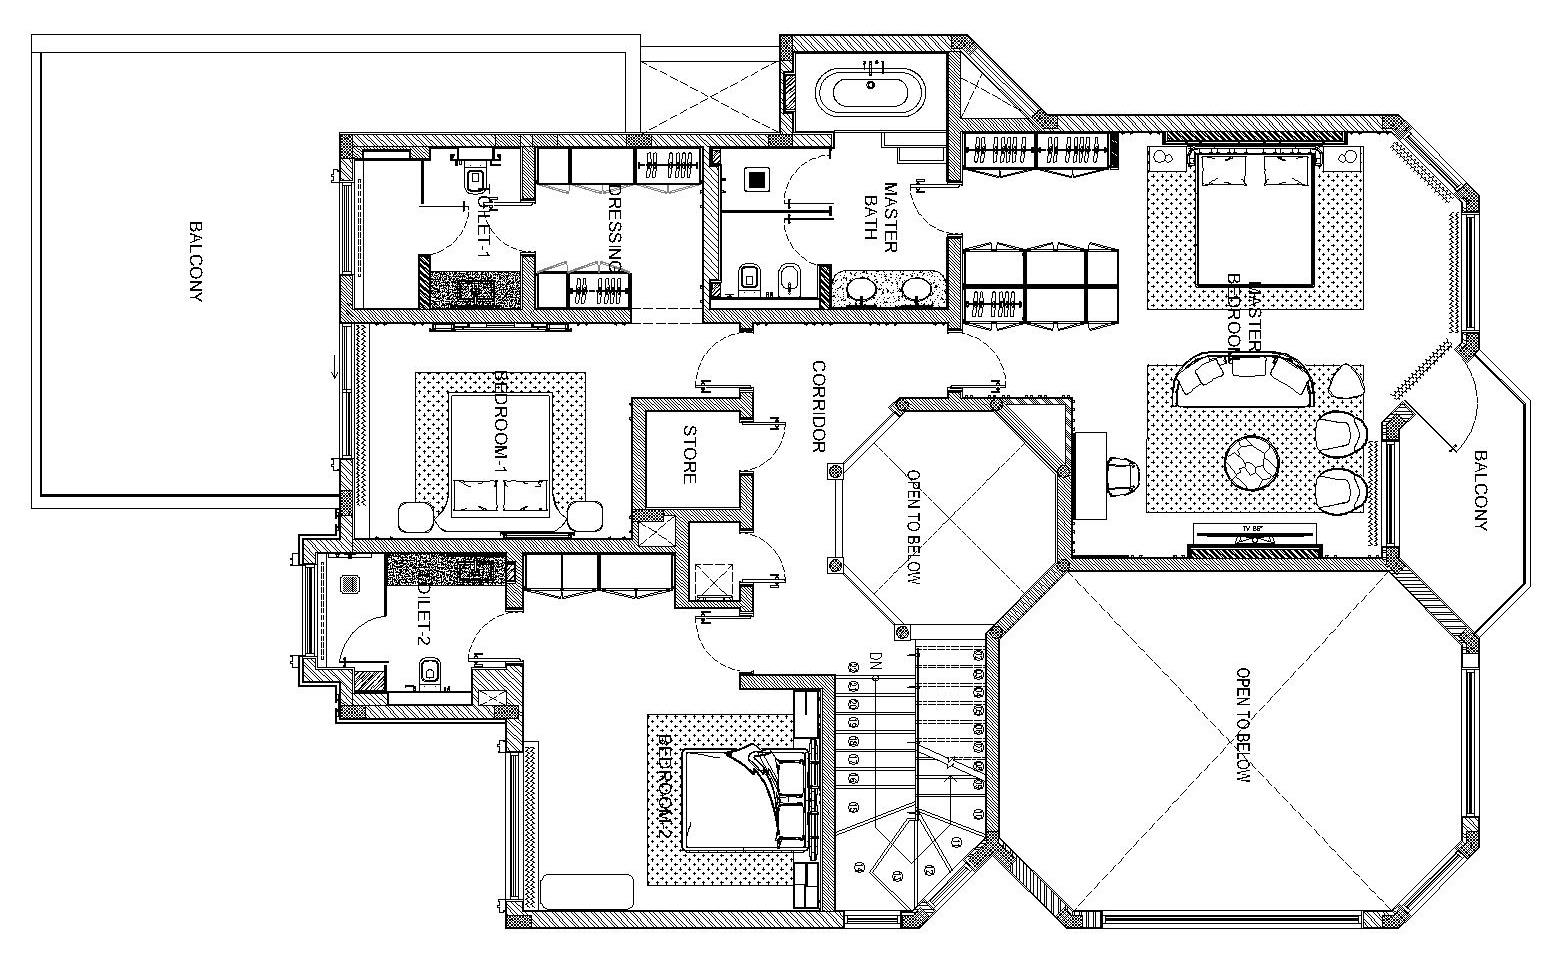 BALCONY
TOILET-1
DRESSING
MASTER
BATH
MASTER
BEDROOM
BEDROOM-1
STORE
CORRIDOR
OPEN TO BELOW
BALCONY
TV 85"
TOILET-2
BEDROOM-2
DN
OPEN TO BELOW